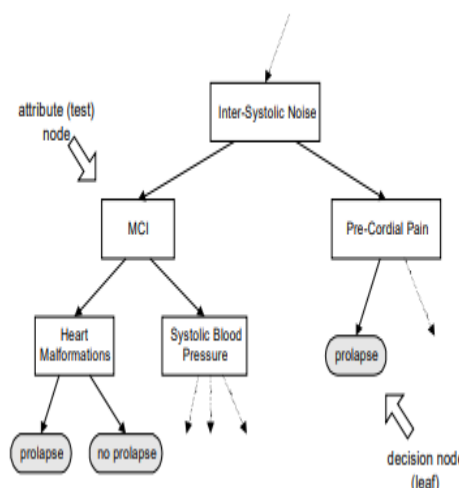 Inter-Systolic Noise
attribute (test)
node
MCI
Pre-Cordial Pain
Heart
Malformations
Systolic Blood
Pressure
prolapse
prolapse
no prolapse
decision node
(leaf)